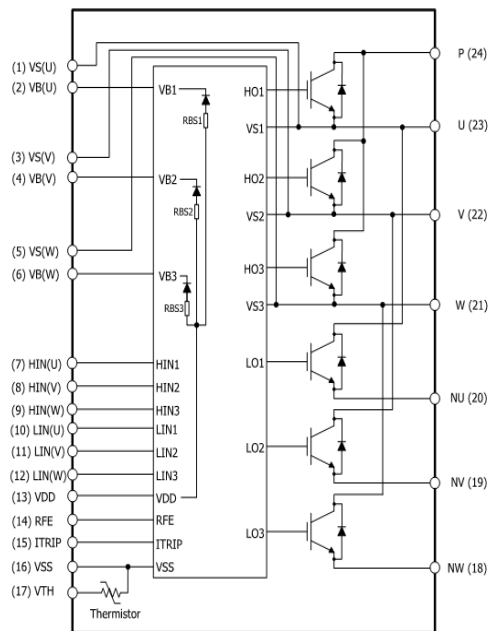 (1) VS(U)
(2) VB(U)
(3) VS(V)
(4) VB(V)
(5) VS(W)
(6) VB(W)
(7) HIN(U)
(8) HIN(V)
(9) HIN(W)
(10) LIN(U)
(11) LIN(V)
(12) LIN(W)
(13) VDD
(14) RFE
(15) ITRIP
(16) VSS
(17) VTH
Thermistor
VB1
RBS1
VB2
RBS2
VB3
RBS3
HIN1
HIN2
HIN3
LIN1
LIN2
LIN3
VDD
RFE
ITRIP
VSS
HO1
VS1
HO2
VS2
HO3
VS3
LO1
LO2
LO3
P (24)
U (23)
V (22)
W (21)
NU (20)
NV (19)
NW (18)